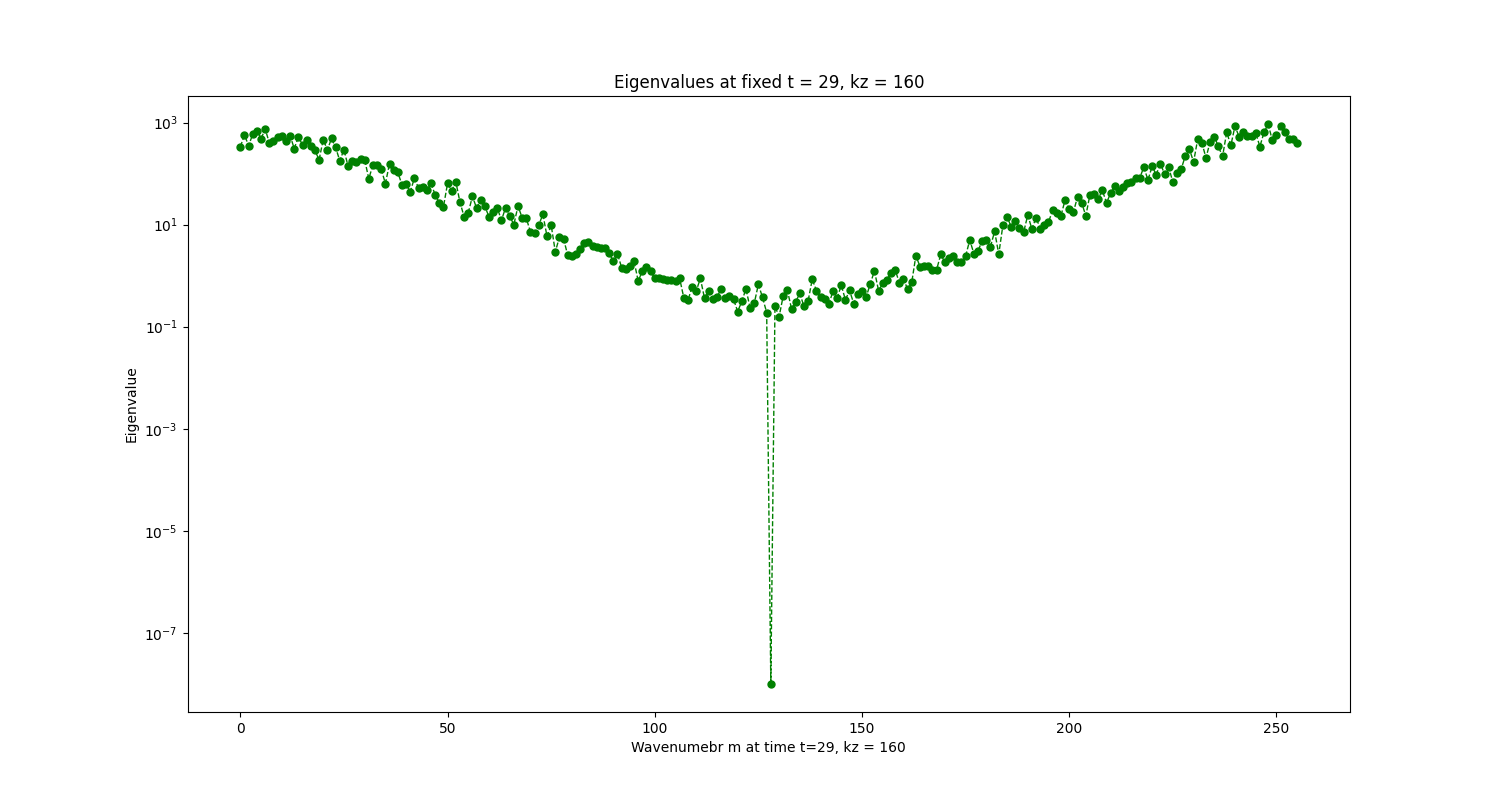 Eigenvalues at fixed t = 29, kz = 160
10³
10¹
10⁻¹
10⁻³
10⁻⁵
10⁻⁷
Eigenvalue
0 50 100 150 200 250
Wavenumebr m at time t=29, kz = 160